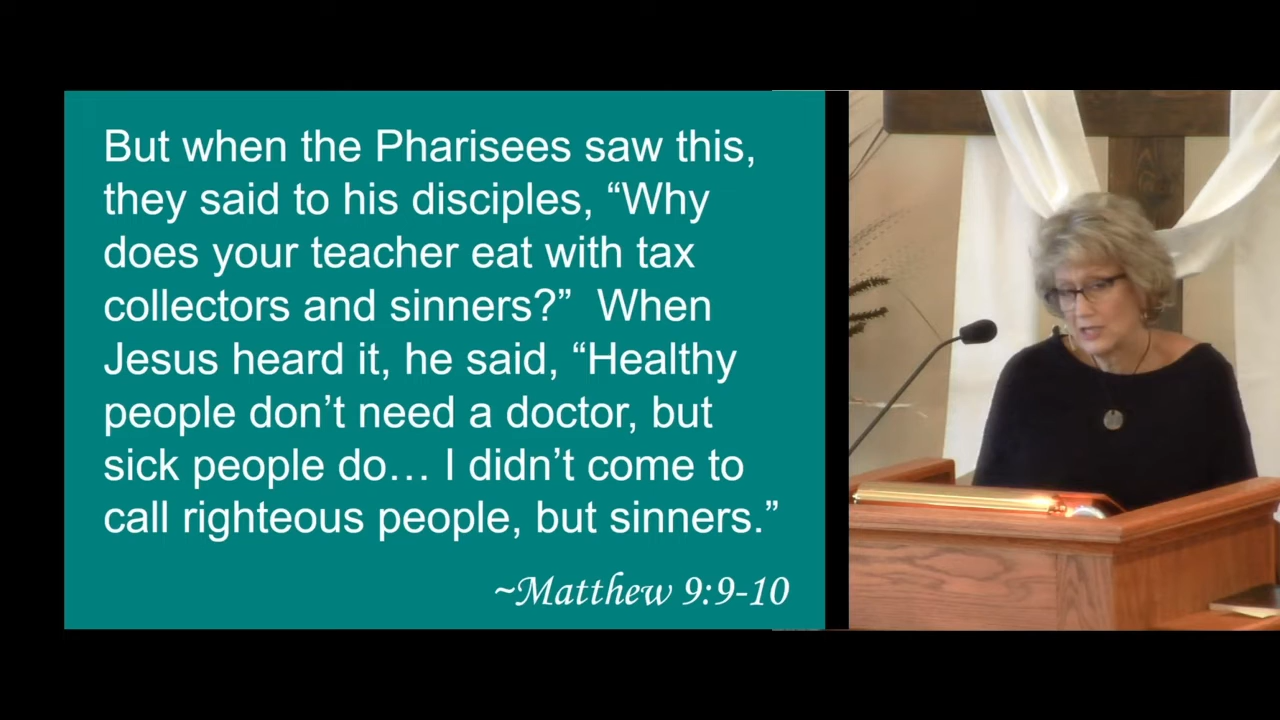 But when the Pharisees saw this,
they said to his disciples, “Why
does your teacher eat with tax
collectors and sinners?”  When
Jesus heard it, he said, “Healthy
people don’t need a doctor, but
sick people do… I didn’t come to
call righteous people, but sinners.”
~Matthew 9:9-10